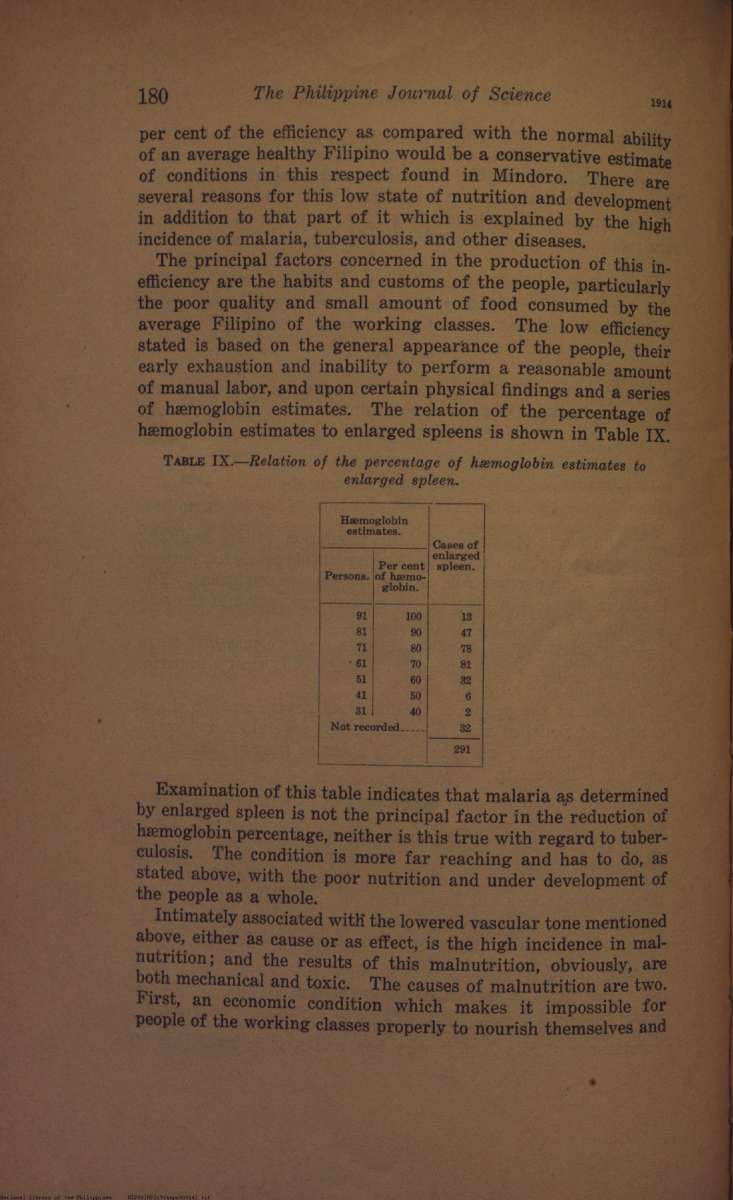 180
The Philippine Journal of Science
1914
per cent of the efficiency as compared with the normal ability
of an average healthy Filipino would be a conservative estimate
of conditions in this respect found in Mindoro. There are
several reasons for this low state of nutrition and development
in addition to that part of it which is explained by the high
incidence of malaria, tuberculosis, and other diseases.
The principal factors concerned in the production of this in-
efficiency are the habits and customs of the people, particularly
the poor quality and small amount of food consumed by the
average Filipino of the working classes. The low efficiency
stated is based on the general appearance of the people, their
early exhaustion and inability to perform a reasonable amount
of manual labor, and upon certain physical findings and a series
of hæmoglobin estimates. The relation of the percentage of
hæmoglobin estimates to enlarged spleens is shown in Table IX.
TABLE IX.—Relation of the percentage of hæmoglobin estimates to
enlarged spleen.
Hæmoglobin
estimates.
Cases of
enlarged
spleen.
Persons.
Per cent
of hæmo-
globin.
91 100 13
81 90 47
71 80 78
61 70 81
51 60 32
41 50 6
31 40 2
Not recorded..... 32
291
Examination of this table indicates that malaria as determined
by enlarged spleen is not the principal factor in the reduction of
hæmoglobin percentage, neither is this true with regard to tuber-
culosis. The condition is more far reaching and has to do, as
stated above, with the poor nutrition and under development of
the people as a whole.
Intimately associated with the lowered vascular tone mentioned
above, either as cause or as effect, is the high incidence in mal-
nutrition; and the results of this malnutrition, obviously, are
both mechanical and toxic. The causes of malnutrition are two.
First, an economic condition which makes it impossible for
people of the working classes properly to nourish themselves and
National Library of the Philippines